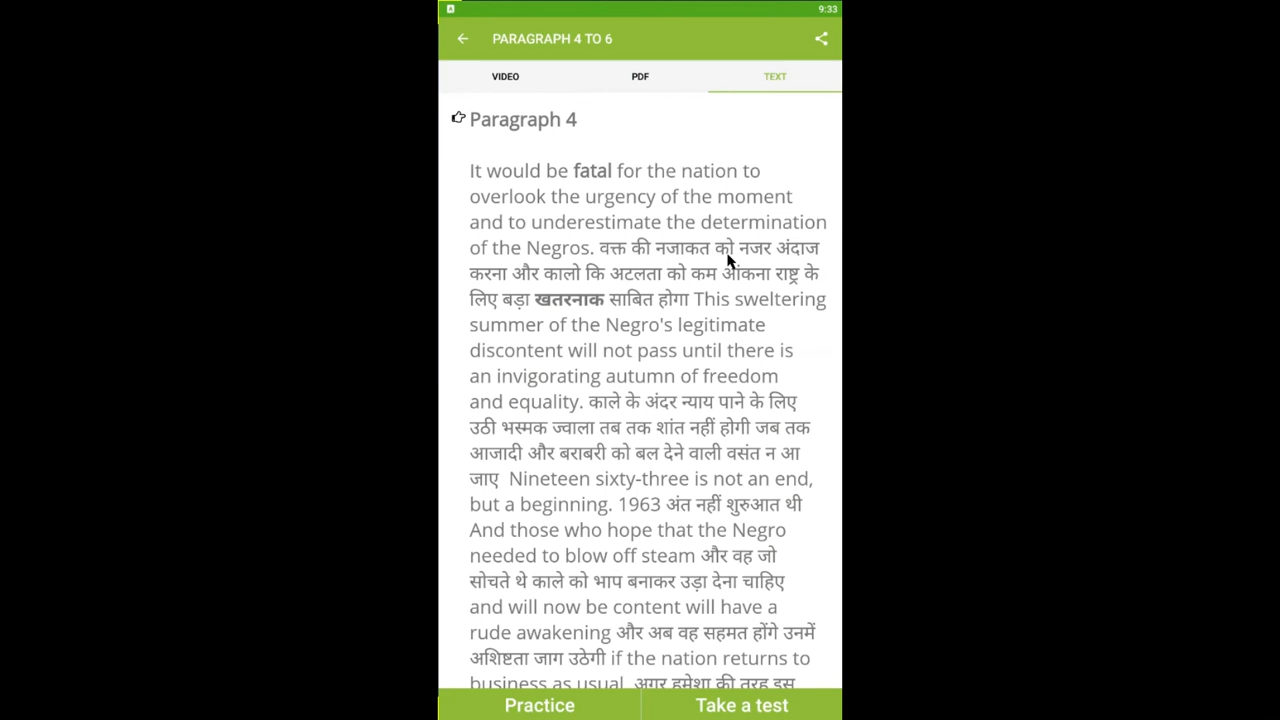 9:33
PARAGRAPH 4 TO 6
VIDEO PDF TEXT
Paragraph 4
It would be fatal for the nation to
overlook the urgency of the moment
and to underestimate the determination
of the Negros. वक्त की नजाकत को नजर अंदाज
करना और कालो कि अटलता को कम आंकना राष्ट्र के
लिए बड़ा खतरनाक साबित होगा This sweltering
summer of the Negro's legitimate
discontent will not pass until there is
an invigorating autumn of freedom
and equality. काले के अंदर न्याय पाने के लिए
उठी भस्मक ज्वाला तब तक शांत नहीं होगी जब तक
आजादी और बराबरी को बल देने वाली वसंत न आ
जाए Nineteen sixty-three is not an end,
but a beginning. 1963 अंत नहीं शुरुआत थी
And those who hope that the Negro
needed to blow off steam और वह जो
सोचते थे काले को भाप बनाकर उड़ा देना चाहिए
and will now be content will have a
rude awakening और अब वह सहमत होंगे उनमें
अशिष्टता जाग उठेगी if the nation returns to
business as usual. अगर हमेशा की तरह इस
Practice Take a test